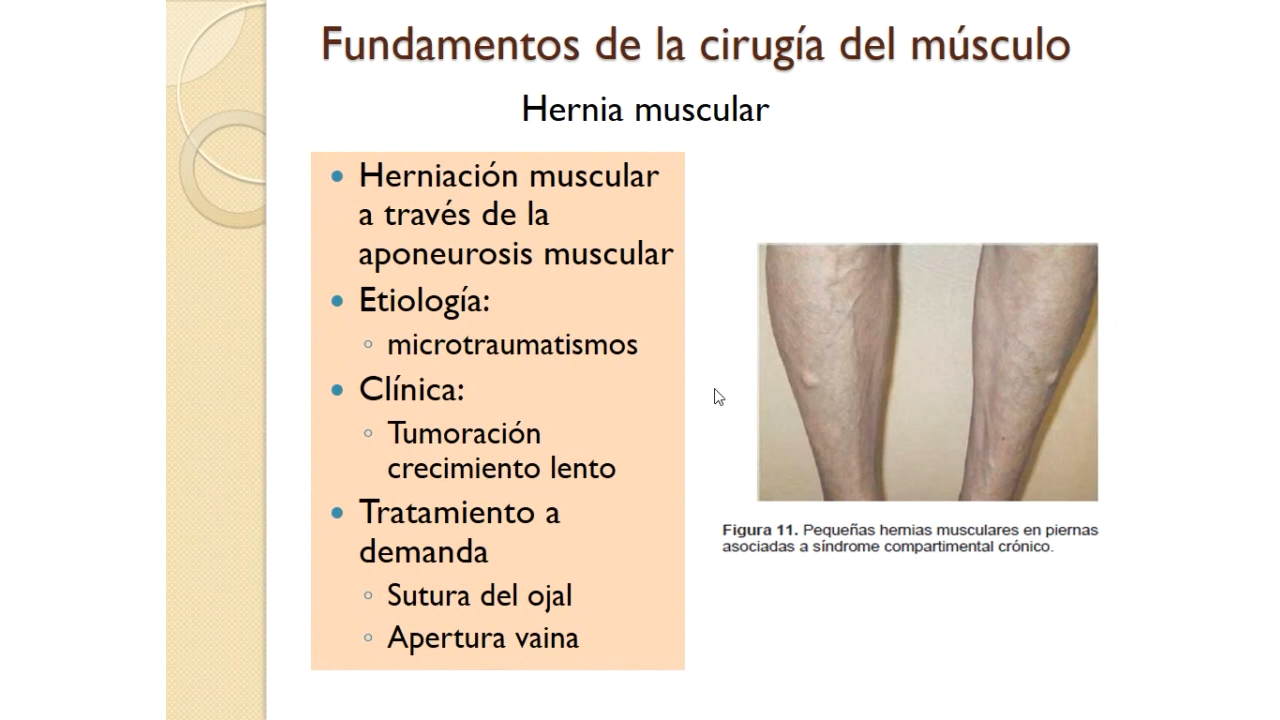 Fundamentos de la cirugía del músculo
Hernia muscular
Herniación muscular
a través de la
aponeurosis muscular
Etiología:
microtraumatismos
Clínica:
Tumoración
crecimiento lento
Tratamiento a
demanda
Sutura del ojal
Apertura vaina
Figura 11. Pequeñas hernias musculares en piernas
asociadas a síndrome compartimental crónico.